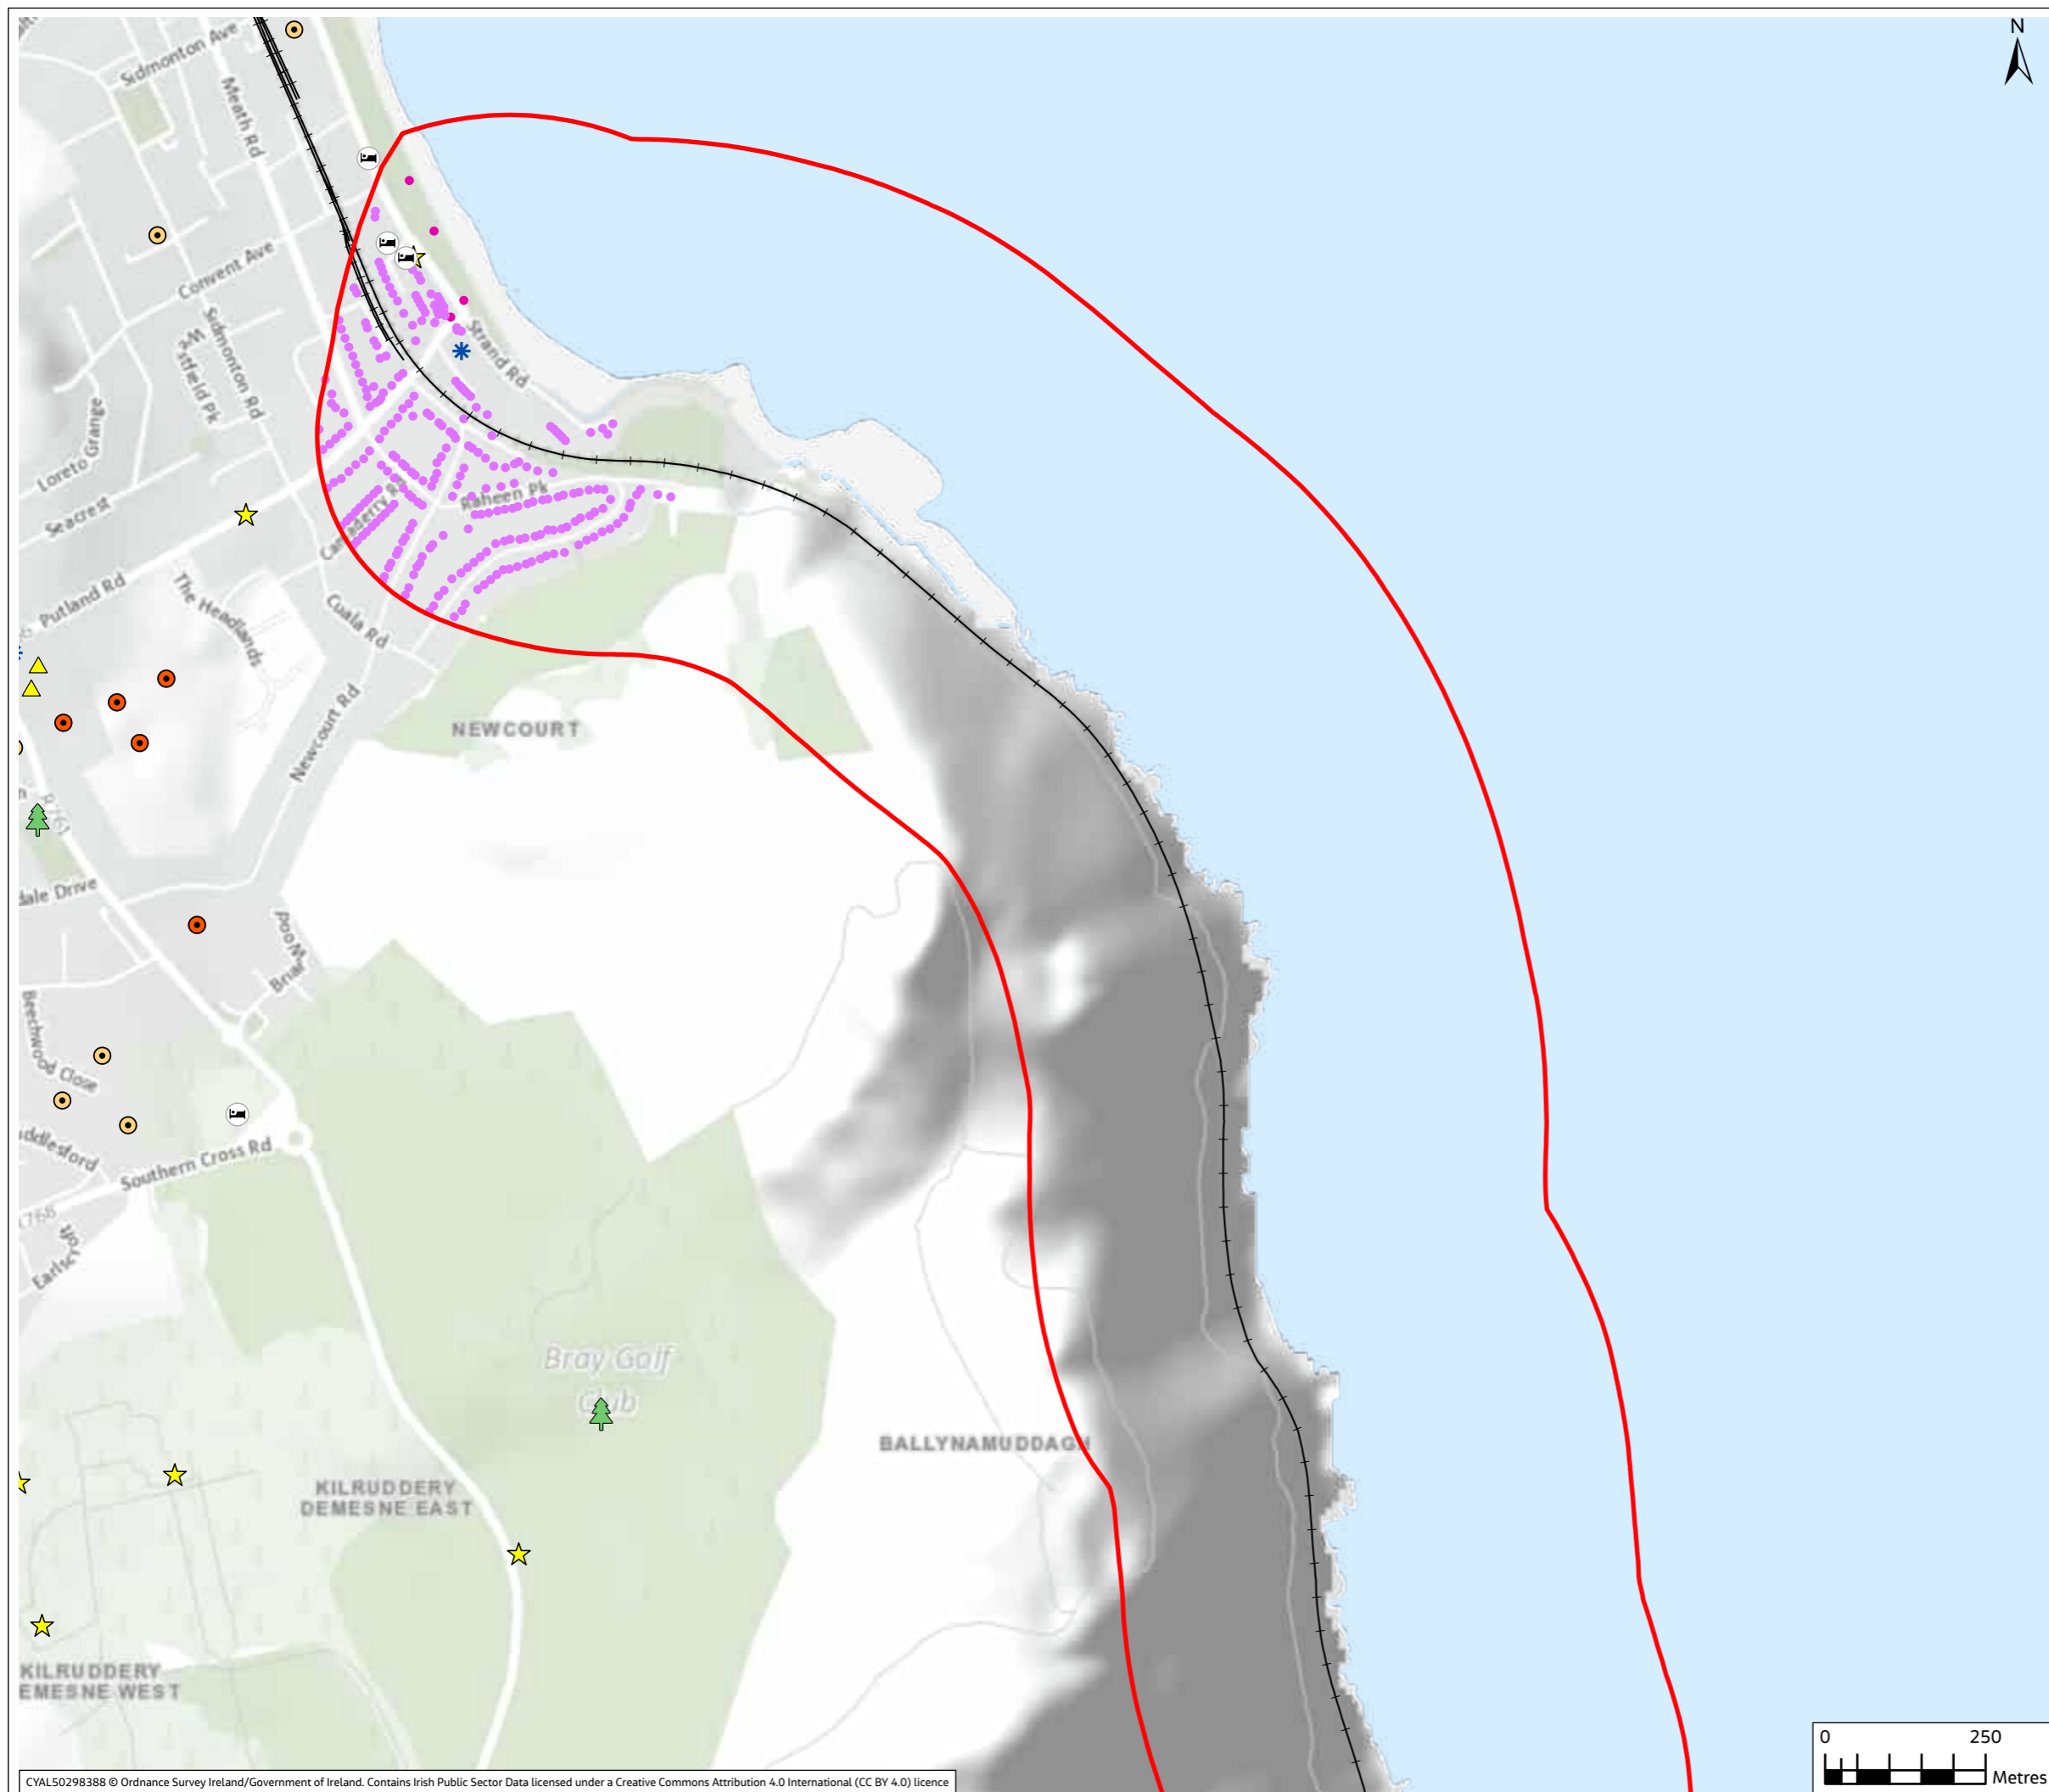 N
Sidmonton Ave
Meath Rd
Convent Ave
Sidmonton Rd
Strand Rd
Loreto Grange
Seacrest
Raheen Pk
Putland Rd
The Headlands
Cuala Rd
Newcourt Rd
NEWCOURT
R761
dale Drive
Briar Wood
Beechwood Close
uddlesford
Southern Cross Rd
Bray Golf
Club
BALLYNAMUDDAGH
KILRUDDERY
DEMESNE EAST
KILRUDDERY
EMESNE WEST
0 250
Metres
CYAL50298388 © Ordnance Survey Ireland/Government of Ireland. Contains Irish Public Sector Data licensed under a Creative Commons Attribution 4.0 International (CC BY 4.0) licence